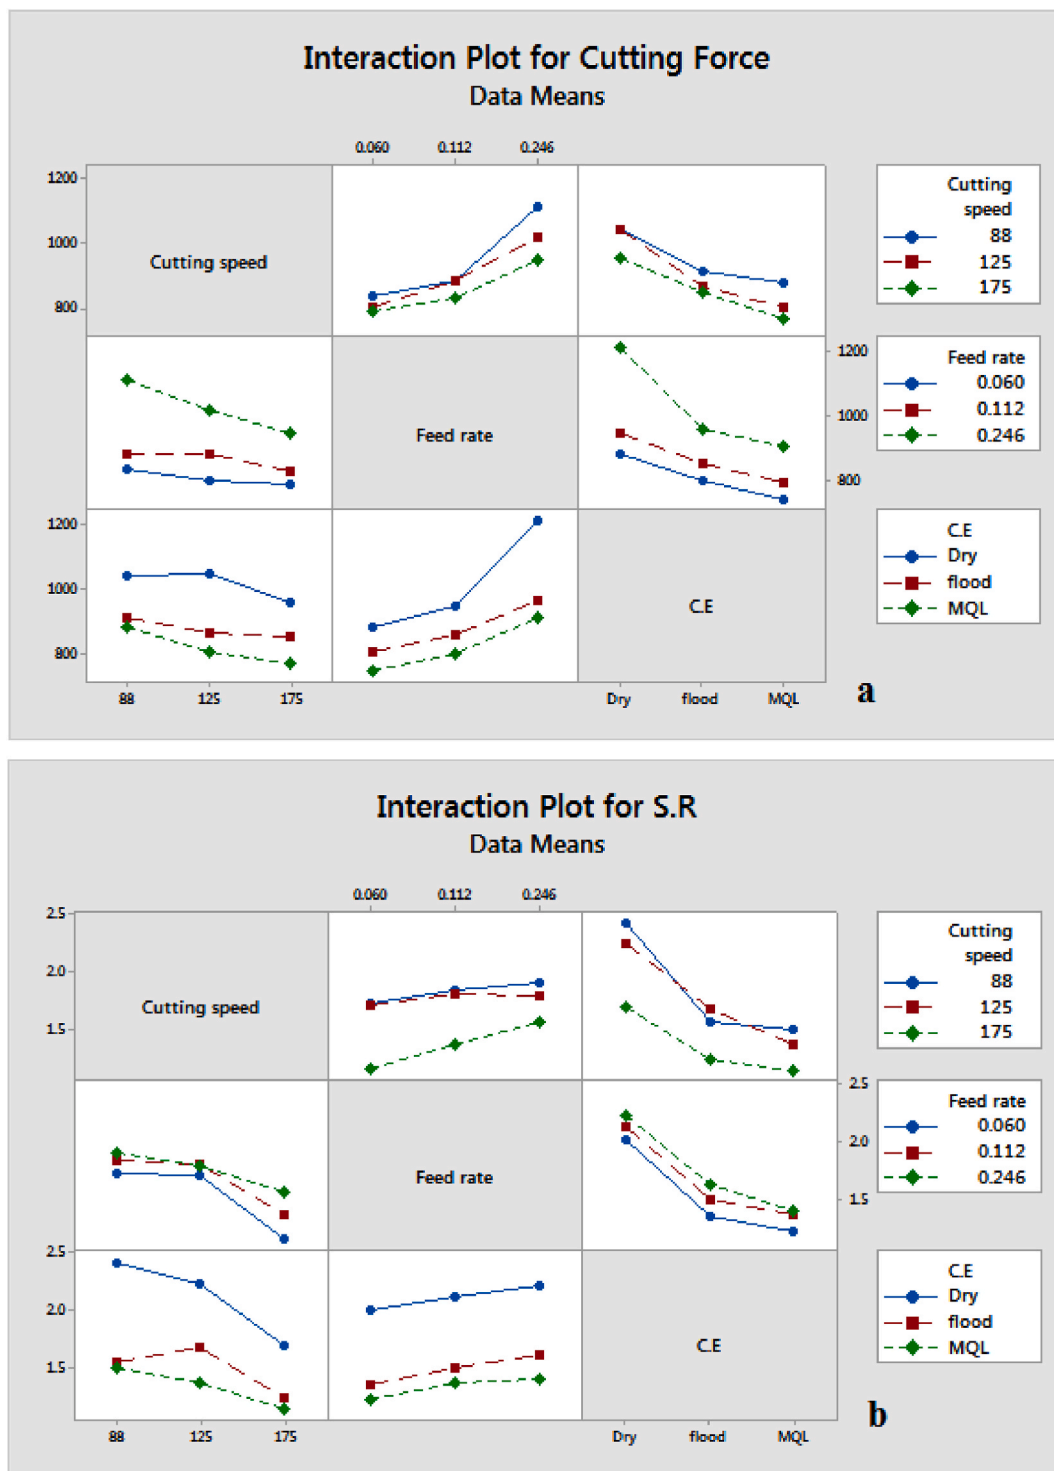 Interaction Plot for Cutting Force
Data Means
0.060 0.112 0.246
1200
1000
800
Cutting speed
Cutting
speed
88
125
175
Feed rate
1200
1000
800
Feed rate
0.060
0.112
0.246
1200
1000
800
C.E
C.E
Dry
flood
MQL
88 125 175
Dry flood MQL
a
Interaction Plot for S.R
Data Means
0.060 0.112 0.246
2.5
2.0
1.5
Cutting speed
Cutting
speed
88
125
175
Feed rate
2.5
2.0
1.5
Feed rate
0.060
0.112
0.246
2.5
2.0
1.5
C.E
C.E
Dry
flood
MQL
88 125 175
Dry flood MQL
b